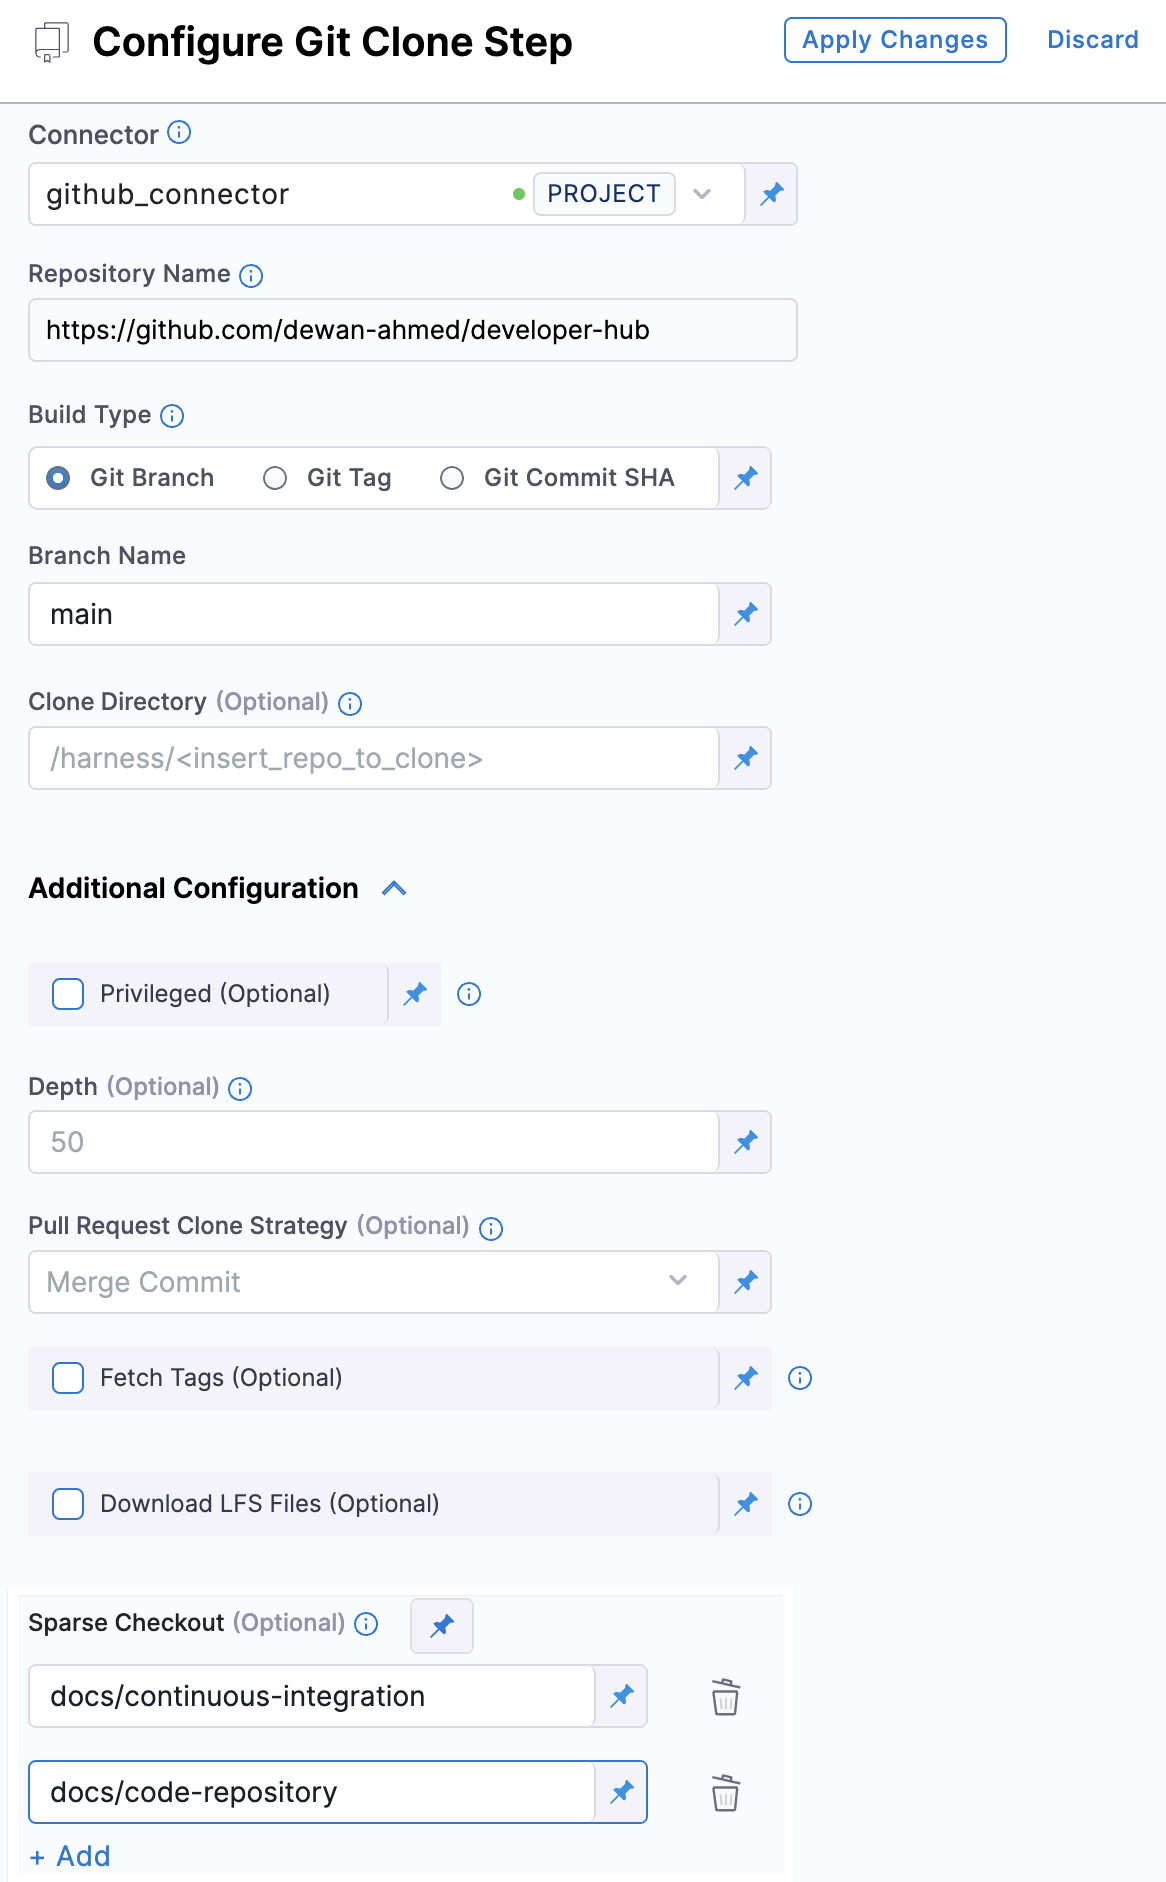 Configure Git Clone Step
Apply Changes
Discard
Connector
github_connector
PROJECT
Repository Name
https://github.com/dewan-ahmed/developer-hub
Build Type
Git Branch
Git Tag
Git Commit SHA
Branch Name
main
Clone Directory (Optional)
/harness/<insert_repo_to_clone>
Additional Configuration
Privileged (Optional)
Depth (Optional)
50
Pull Request Clone Strategy (Optional)
Merge Commit
Fetch Tags (Optional)
Download LFS Files (Optional)
Sparse Checkout (Optional)
docs/continuous-integration
docs/code-repository
+ Add